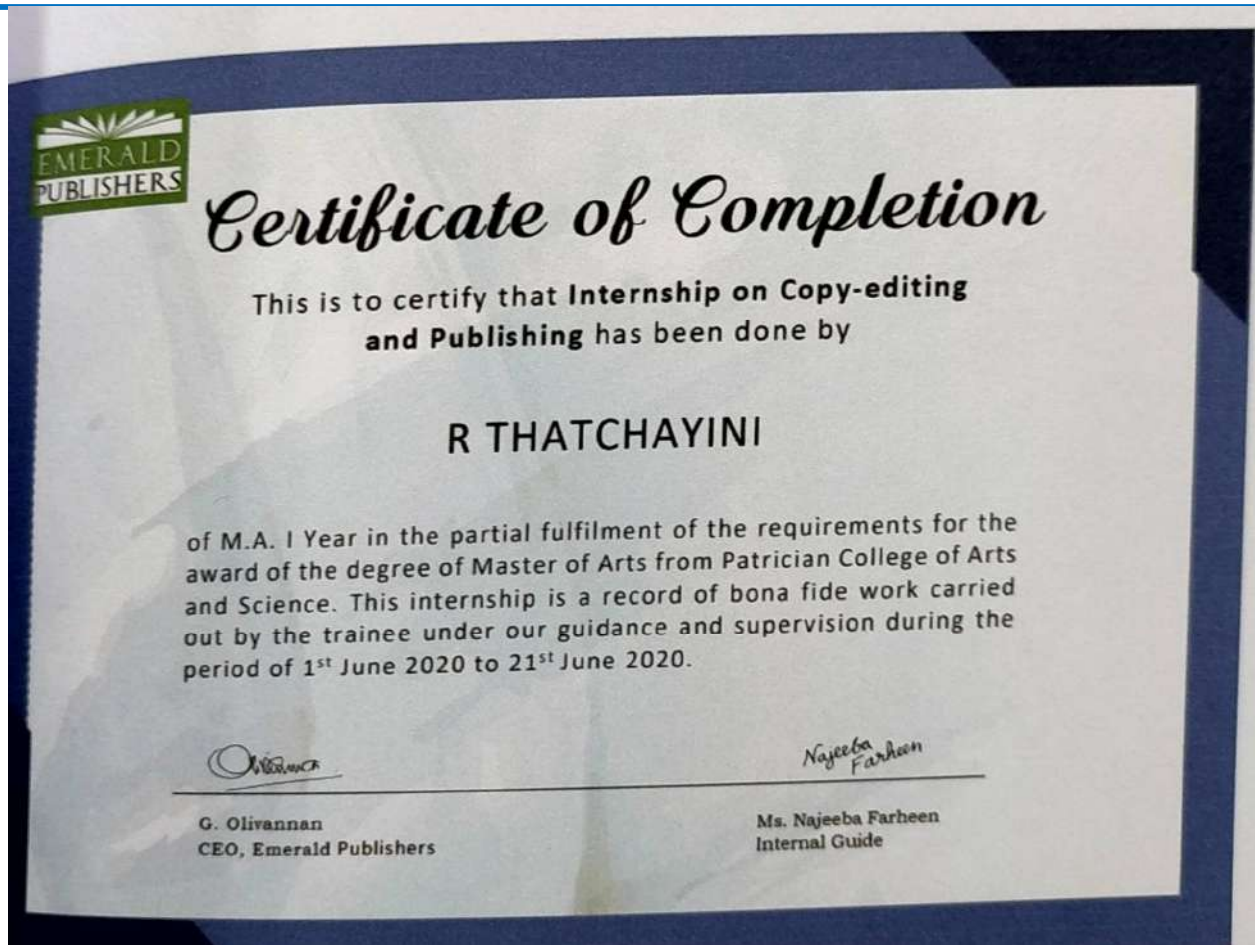 EMERALD
PUBLISHERS
Certificate of Completion
This is to certify that Internship on Copy-editing
and Publishing has been done by
R THATCHAYINI
of M.A. I Year in the partial fulfilment of the requirements for the
award of the degree of Master of Arts from Patrician College of Arts
and Science. This internship is a record of bona fide work carried
out by the trainee under our guidance and supervision during the
period of 1st June 2020 to 21st June 2020.
Najeeba
Farheen
G. Olivannan
CEO, Emerald Publishers
Ms. Najeeba Farheen
Internal Guide